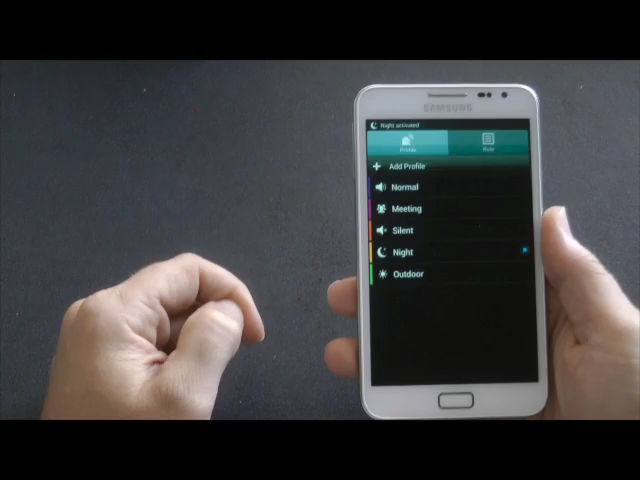 SAMSUNG
Night activated
Profile
Rule
Add Profile
Normal
Meeting
Silent
Night
Outdoor